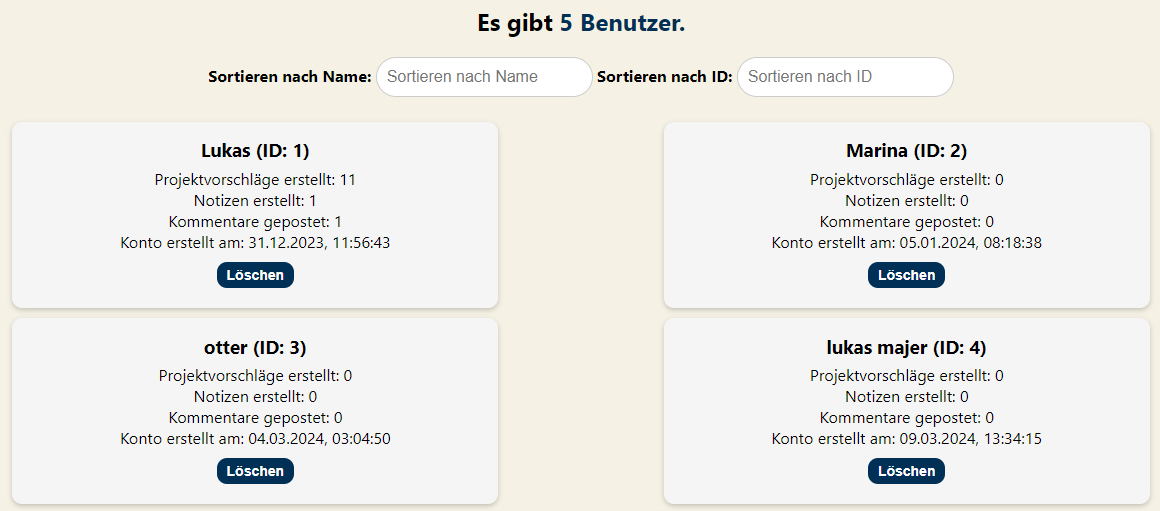 Es gibt 5 Benutzer.
Sortieren nach Name: Sortieren nach Name Sortieren nach ID: Sortieren nach ID
Lukas (ID: 1)
Projektvorschläge erstellt: 11
Notizen erstellt: 1
Kommentare gepostet: 1
Konto erstellt am: 31.12.2023, 11:56:43
Löschen
Marina (ID: 2)
Projektvorschläge erstellt: 0
Notizen erstellt: 0
Kommentare gepostet: 0
Konto erstellt am: 05.01.2024, 08:18:38
Löschen
otter (ID: 3)
Projektvorschläge erstellt: 0
Notizen erstellt: 0
Kommentare gepostet: 0
Konto erstellt am: 04.03.2024, 03:04:50
Löschen
lukas majer (ID: 4)
Projektvorschläge erstellt: 0
Notizen erstellt: 0
Kommentare gepostet: 0
Konto erstellt am: 09.03.2024, 13:34:15
Löschen